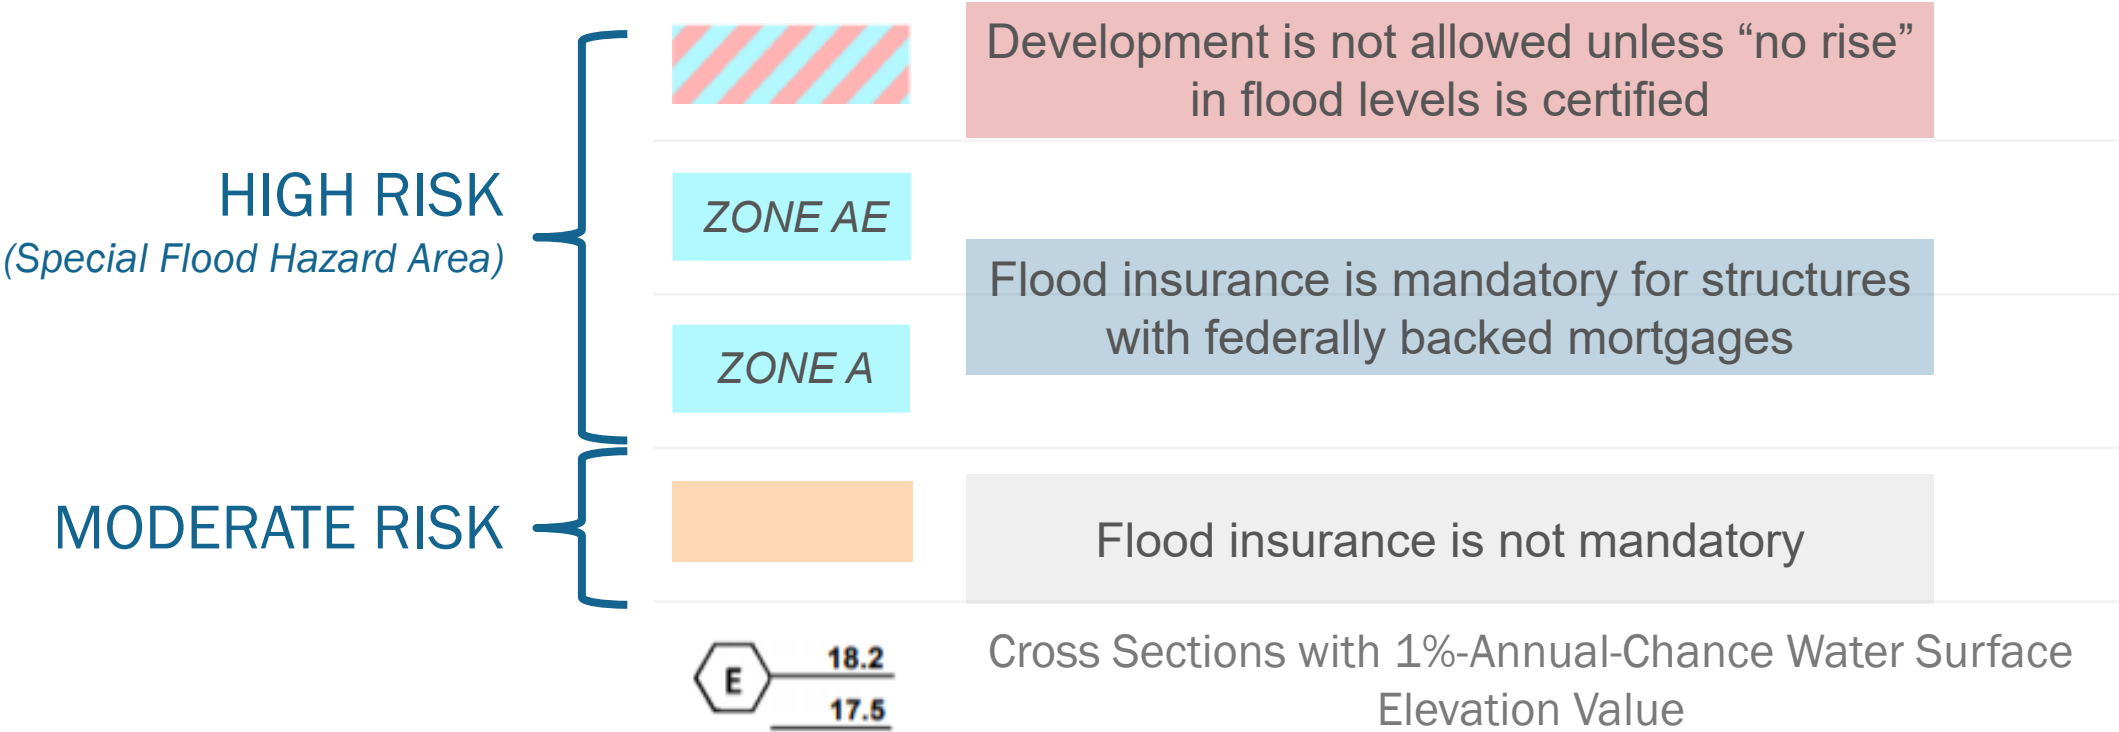 Development is not allowed unless “no rise”
in flood levels is certified
HIGH RISK
(Special Flood Hazard Area)
ZONE AE
Flood insurance is mandatory for structures
with federally backed mortgages
ZONE A
MODERATE RISK
Flood insurance is not mandatory
E
18.2
17.5
Cross Sections with 1%-Annual-Chance Water Surface
Elevation Value